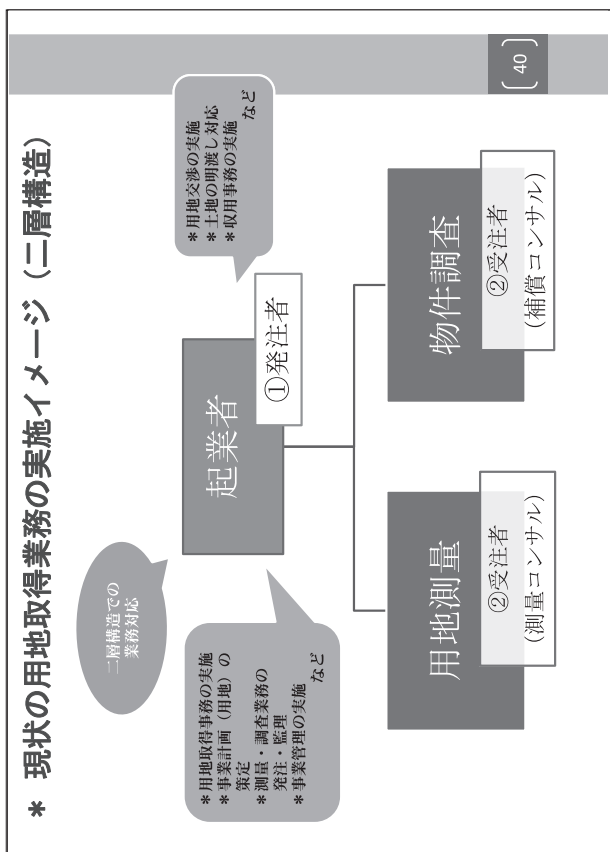 * 現状の用地取得業務の実施イメージ（二層構造）
二層構造での
業務対応
*用地取得事務の実施
*事業計画（用地）の
策定
*測量・調査業務の
発注・監理
*事業管理の実施
など
起業者
①発注者
*用地交渉の実施
*土地の明渡し対応
*収用事務の実施
など
用地測量
②受注者
(測量コンサル)
物件調査
②受注者
(補償コンサル)
40